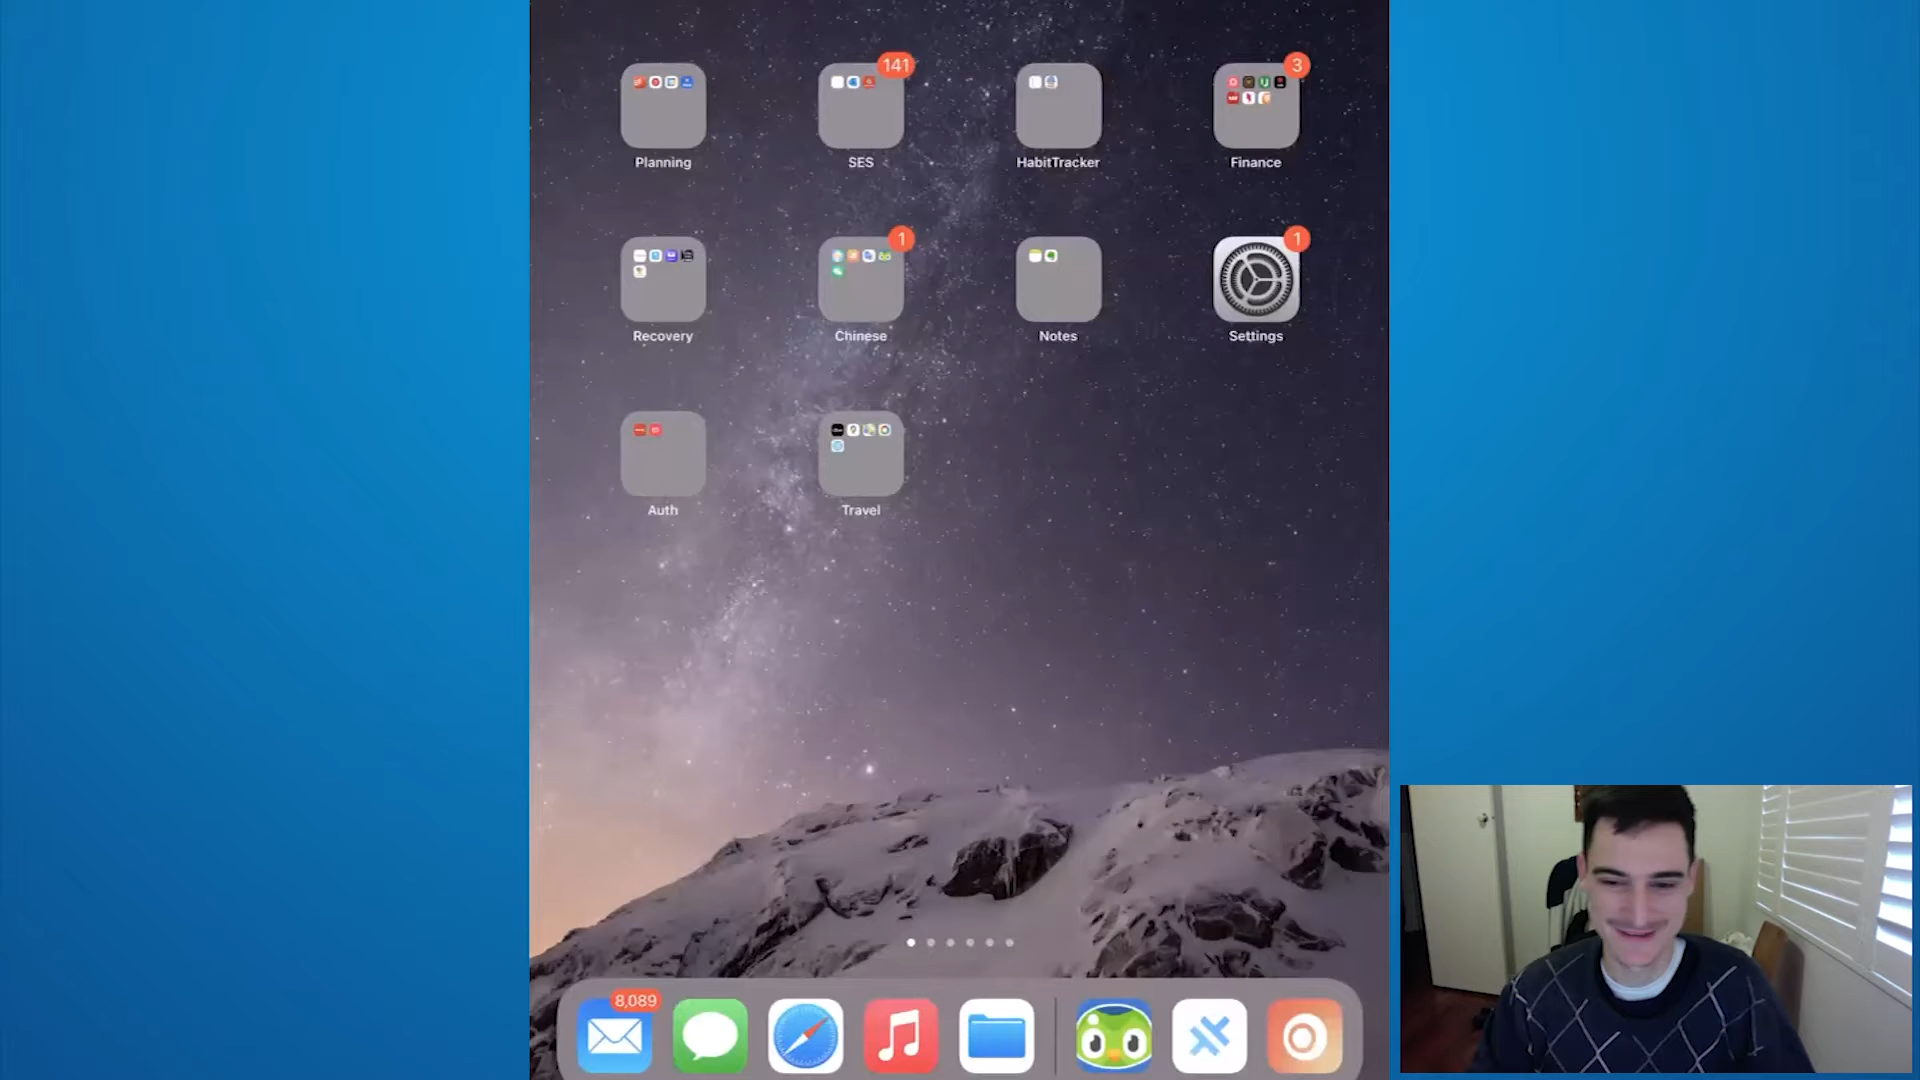 141
3
Planning
SES
HabitTracker
Finance
1
1
Recovery
Chinese
Notes
Settings
Auth
Travel
8,089